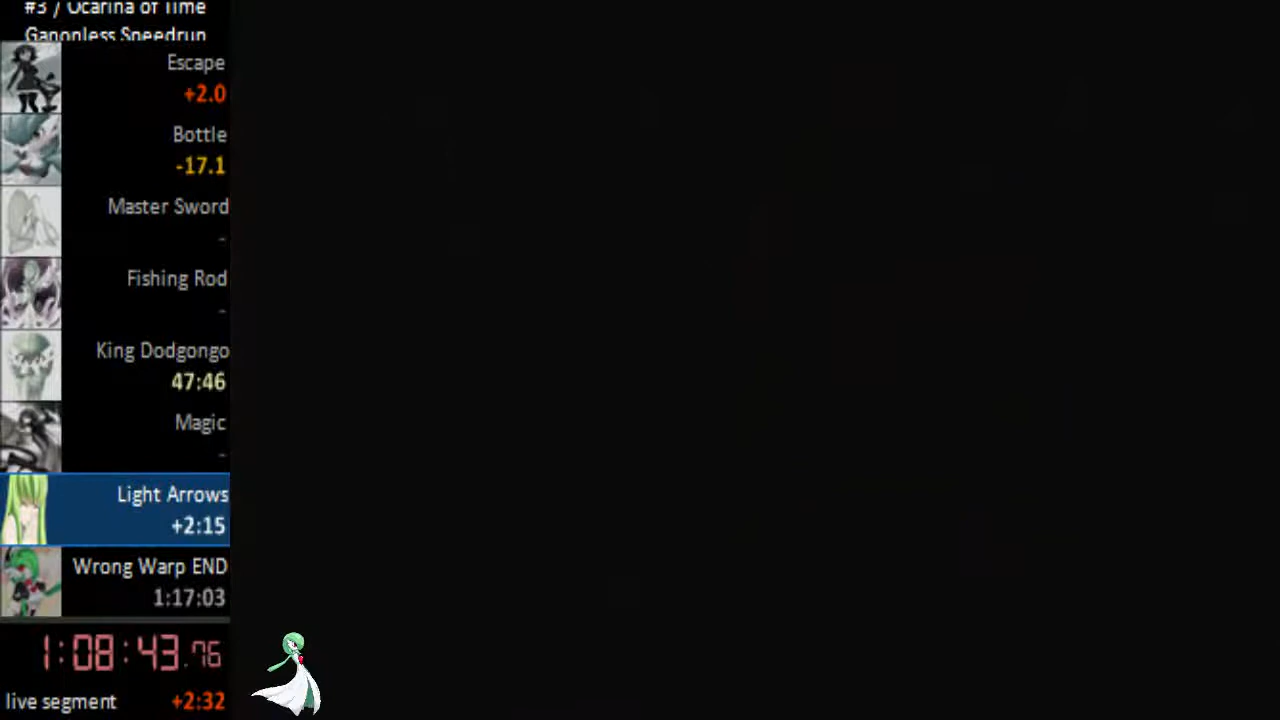 #3 / Ocarina of Time
Ganonless Speedrun
Escape
+2.0
Bottle
-17.1
Master Sword
-
Fishing Rod
-
King Dodgongo
47:46
Magic
-
Light Arrows
+2:15
Wrong Warp END
1:17:03
1:08:43.76
live segment +2:32